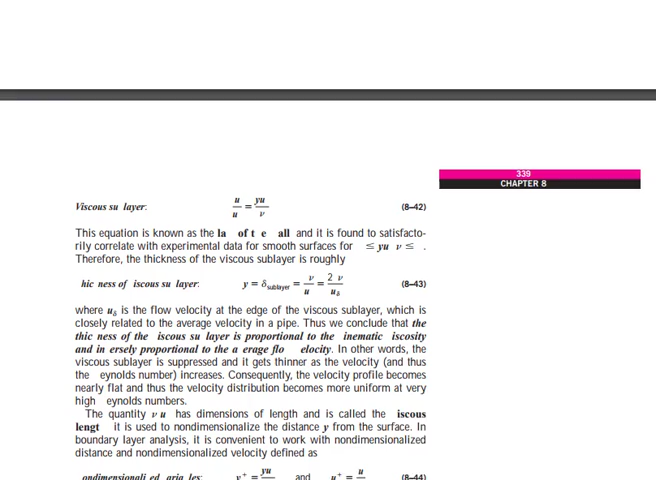 339
CHAPTER 8
Viscous su layer: u/u = yu/ν (8–42)
This equation is known as the la of t e all and it is found to satisfacto-
rily correlate with experimental data for smooth surfaces for ≤ yu ν ≤ .
Therefore, the thickness of the viscous sublayer is roughly
hic ness of iscous su layer: y = δsublayer = ν/u = 2 ν/uδ (8–43)
where uδ is the flow velocity at the edge of the viscous sublayer, which is
closely related to the average velocity in a pipe. Thus we conclude that the
thic ness of the iscous su layer is proportional to the inematic iscosity
and in ersely proportional to the a erage flo elocity. In other words, the
viscous sublayer is suppressed and it gets thinner as the velocity (and thus
the eynolds number) increases. Consequently, the velocity profile becomes
nearly flat and thus the velocity distribution becomes more uniform at very
high eynolds numbers.
The quantity ν u has dimensions of length and is called the iscous
lengt it is used to nondimensionalize the distance y from the surface. In
boundary layer analysis, it is convenient to work with nondimensionalized
distance and nondimensionalized velocity defined as
ondimensionali ed aria les: y+ = yu and u+ = u (8–44)